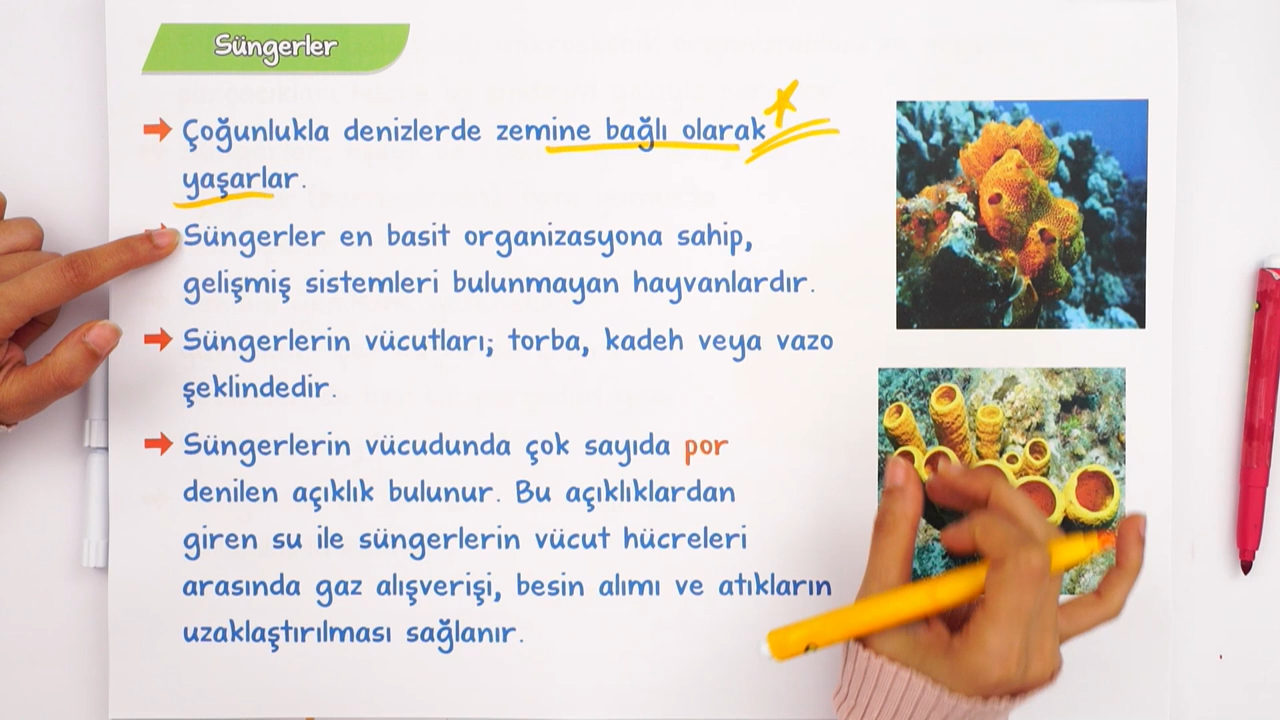 Süngerler
Çoğunlukla denizlerde zemine bağlı olarak
yaşarlar.
Süngerler en basit organizasyona sahip,
gelişmiş sistemleri bulunmayan hayvanlardır.
Süngerlerin vücutları; torba, kadeh veya vazo
şeklindedir.
Süngerlerin vücudunda çok sayıda por
denilen açıklık bulunur. Bu açıklıklardan
giren su ile süngerlerin vücut hücreleri
arasında gaz alışverişi, besin alımı ve atıkların
uzaklaştırılması sağlanır.